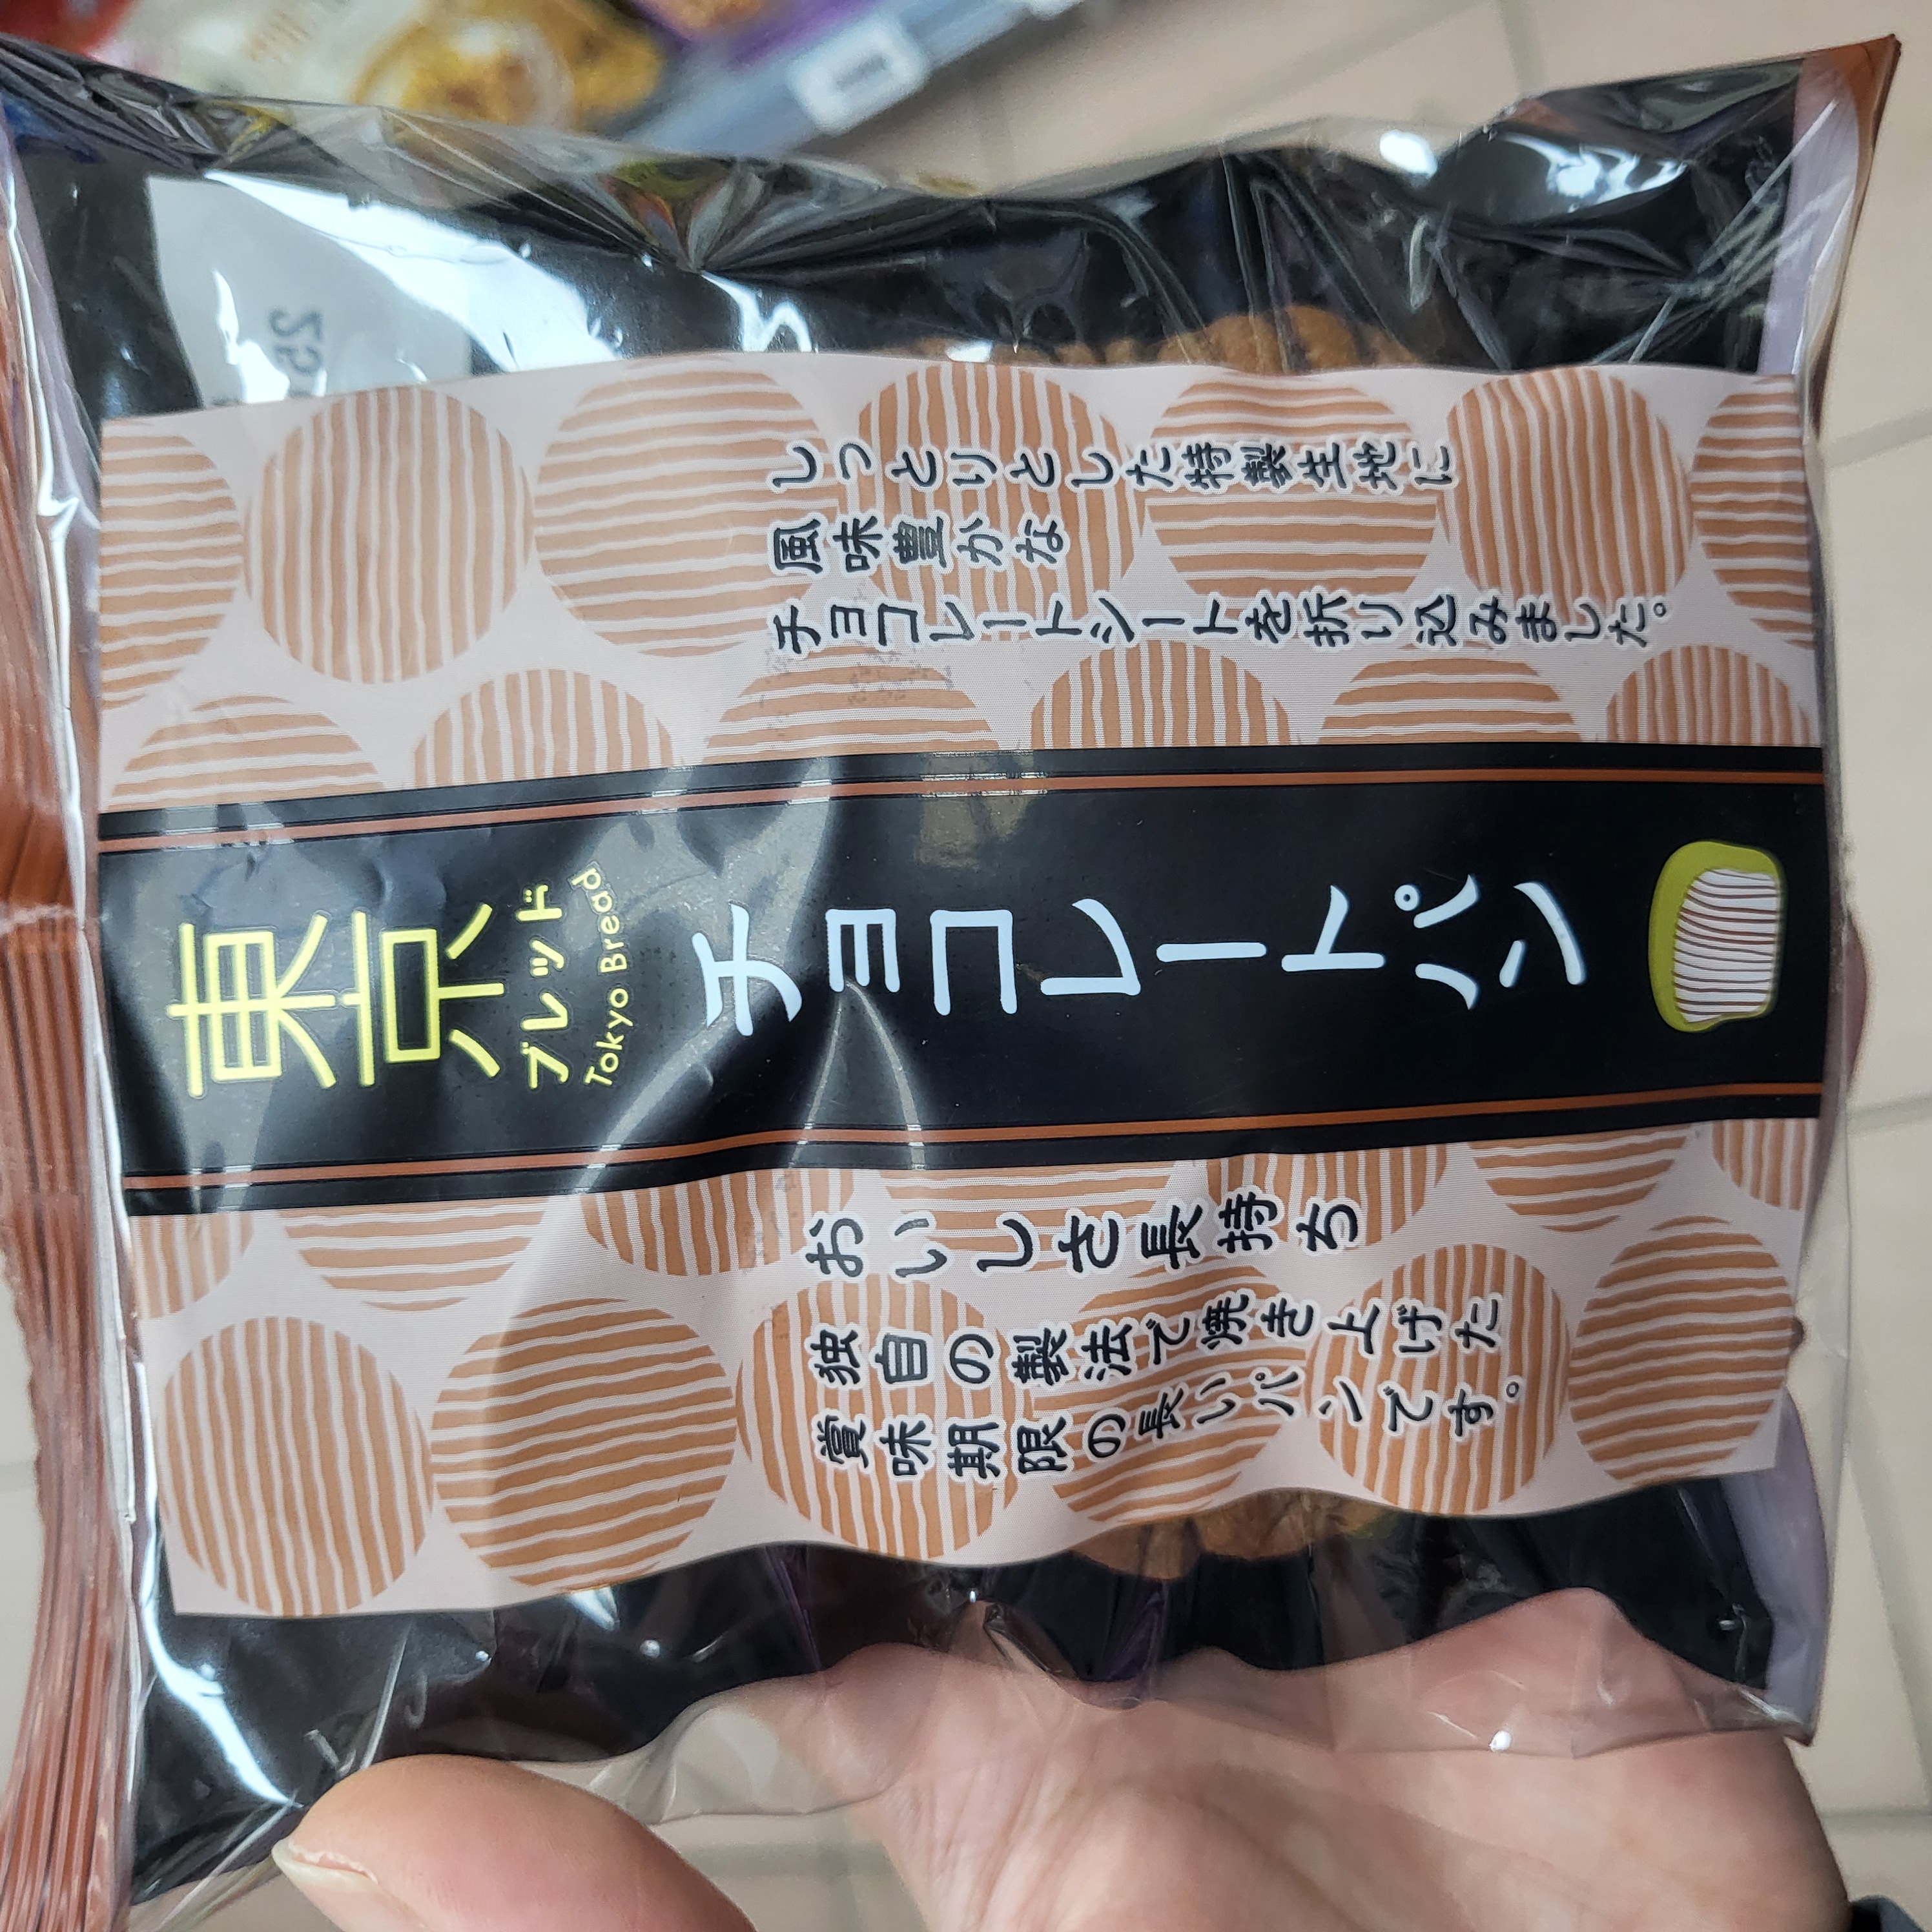 しっとりとした特製生地に
風味豊かな
チョコレートシートを折り込みました。
東京
ブレッド
Tokyo Bread
チョコレートパン
おいしさ長持ち
独自の製法で焼き上げた
賞味期限の長いパンです。
25